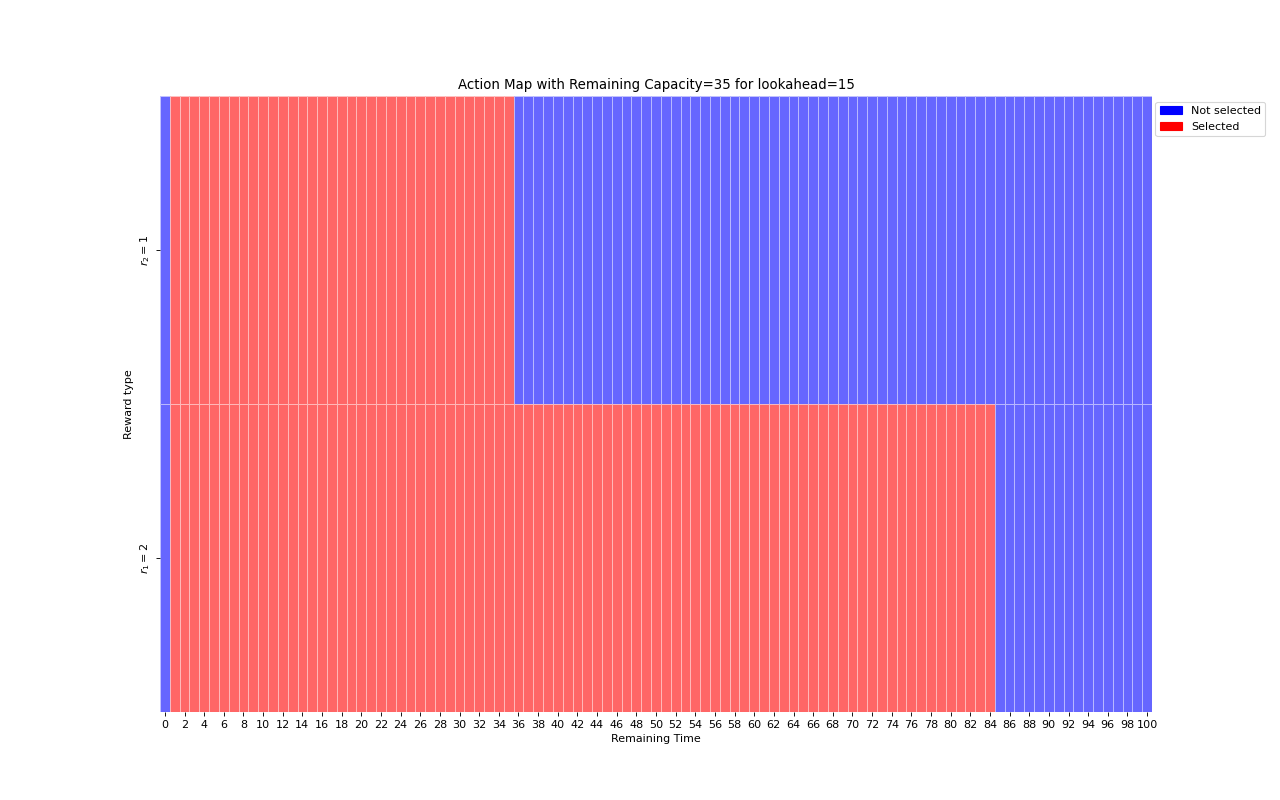 Action Map with Remaining Capacity=35 for lookahead=15
Not selected
Selected
r₂ = 1
Reward type
r₁ = 2
0 2 4 6 8 10 12 14 16 18 20 22 24 26 28 30 32 34 36 38 40 42 44 46 48 50 52 54 56 58 60 62 64 66 68 70 72 74 76 78 80 82 84 86 88 90 92 94 96 98 100
Remaining Time